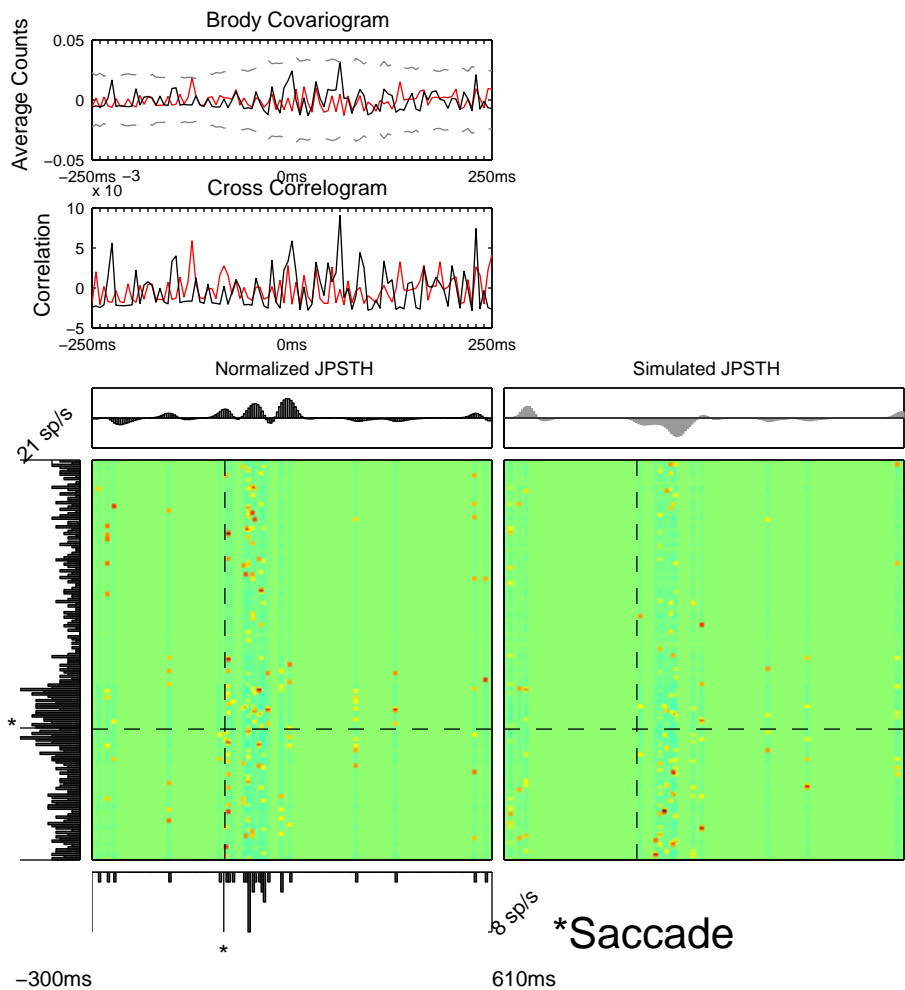 Brody Covariogram
Average Counts
0.05
0
−0.05
−250ms
0ms
250ms
x 10 −3
Cross Correlogram
Correlation
10
5
0
−5
−250ms
0ms
250ms
Normalized JPSTH
Simulated JPSTH
21 sp/s
*
*
8 sp/s
*Saccade
−300ms
610ms